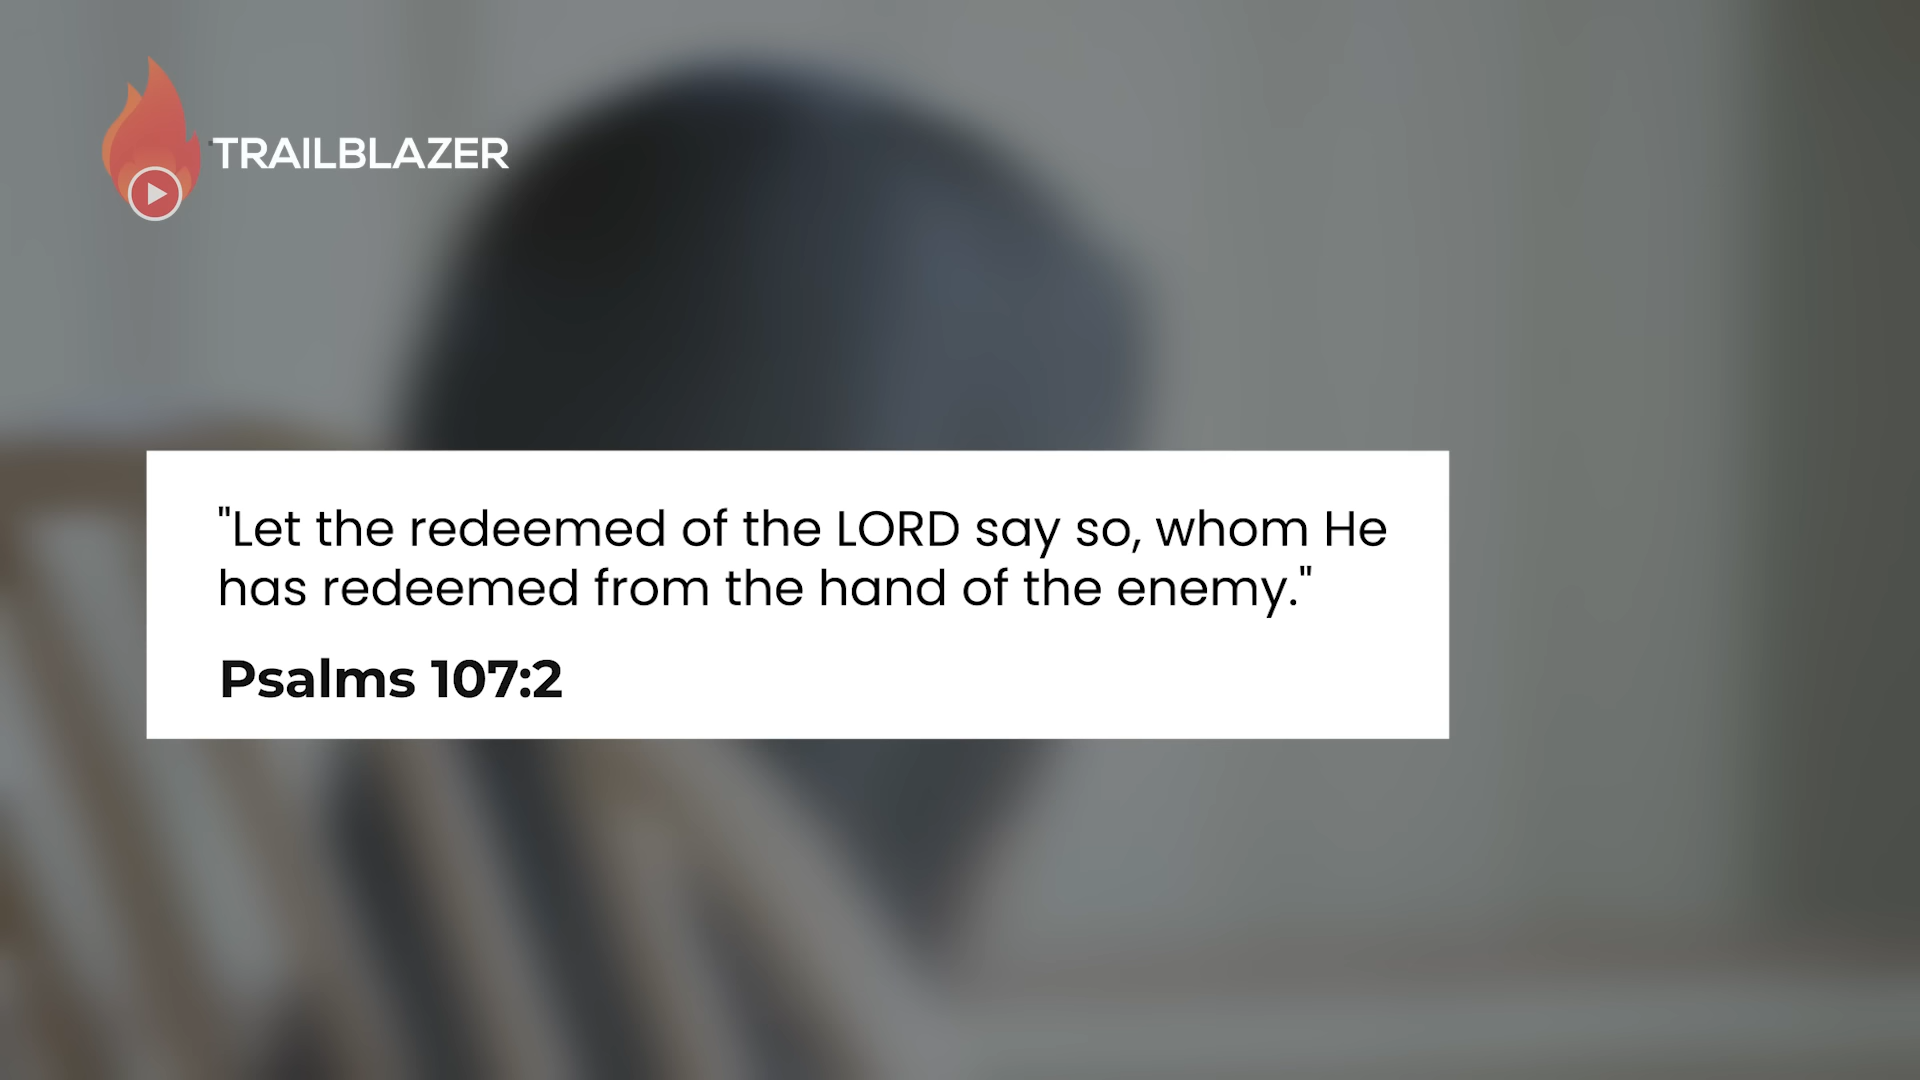 TRAILBLAZER
"Let the redeemed of the LORD say so, whom He
has redeemed from the hand of the enemy."
Psalms 107:2